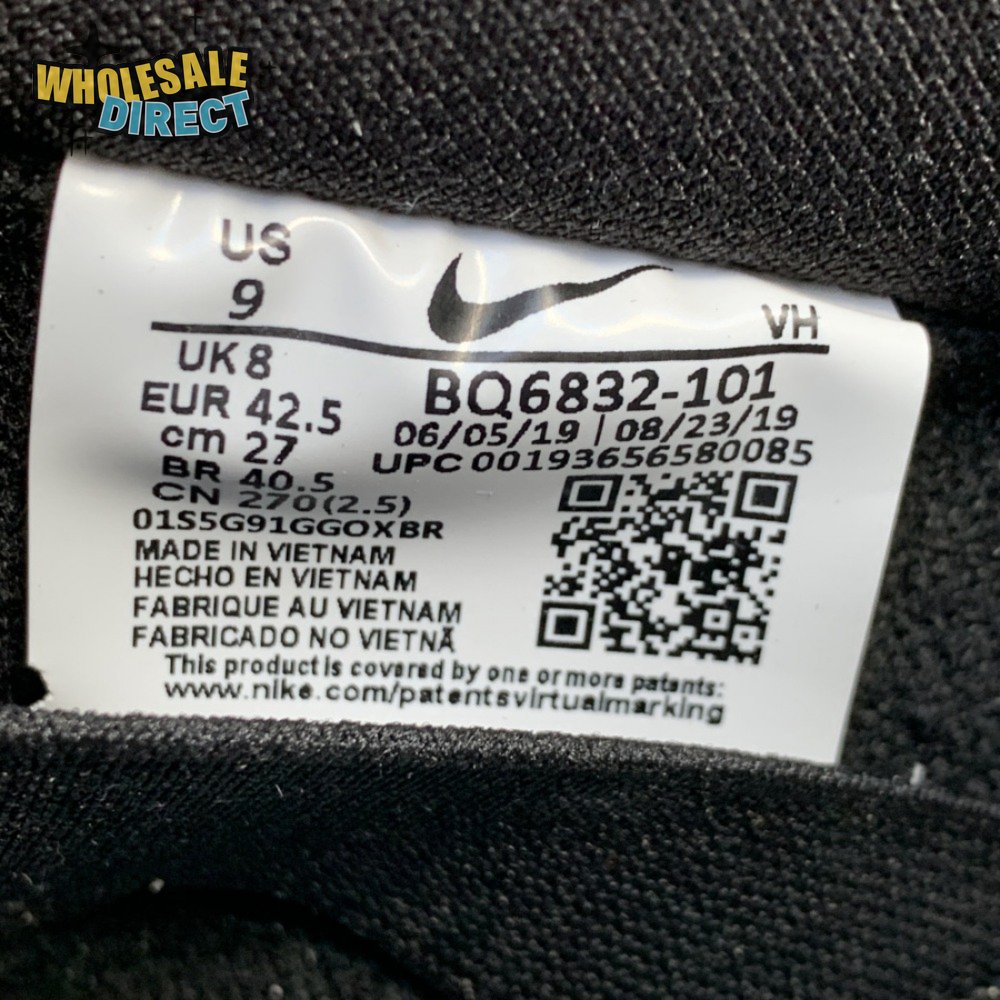 WHOLESALE
DIRECT
US
9
VH
UK 8
EUR 42.5
cm 27
BR 40.5
CN 270(2.5)
01S5G91GGOXBR
MADE IN VIETNAM
HECHO EN VIETNAM
FABRIQUE AU VIETNAM
FABRICADO NO VIETNÃ
BQ6832-101
06/05/19 | 08/23/19
UPC 00193656580085
This product is covered by one or more patents:
www.nike.com/patentsvirtualmarking